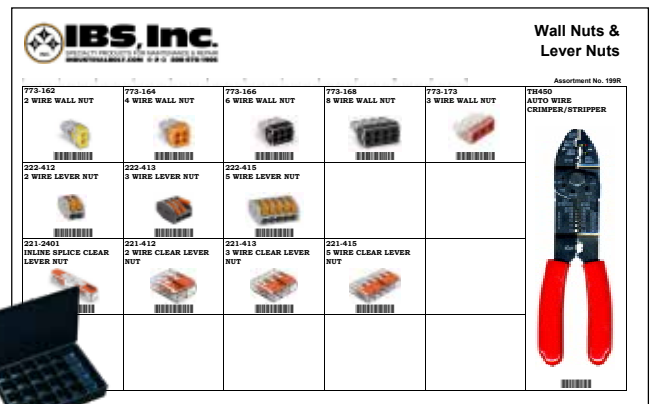 IBS, Inc.
SPECIALTY PRODUCTS FOR MAINTENANCE & REPAIR
INDUSTRIALBOLT.COM
Wall Nuts &
Lever Nuts
Assortment No. 199R
773-162
2 WIRE WALL NUT
773-164
4 WIRE WALL NUT
773-166
6 WIRE WALL NUT
773-168
8 WIRE WALL NUT
773-173
3 WIRE WALL NUT
TH450
AUTO WIRE
CRIMPER/STRIPPER
222-412
2 WIRE LEVER NUT
222-413
3 WIRE LEVER NUT
222-415
5 WIRE LEVER NUT
221-2401
INLINE SPLICE CLEAR
LEVER NUT
221-412
2 WIRE CLEAR LEVER
NUT
221-413
3 WIRE CLEAR LEVER
NUT
221-415
5 WIRE CLEAR LEVER
NUT